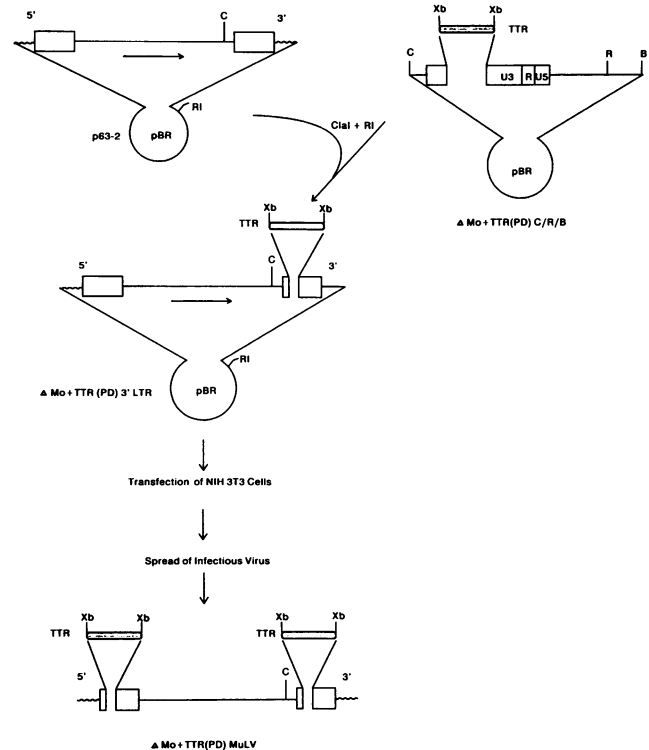 5'
C
3'
RI
p63-2
pBR
Xb
Xb
TTR
C
U3
R
U5
R
B
pBR
Δ Mo+TTR(PD) C/R/B
ClaI + RI
Xb
Xb
TTR
5'
C
3'
RI
pBR
Δ Mo+TTR (PD) 3' LTR
Transfection of NIH 3T3 Cells
Spread of Infectious Virus
Xb
Xb
TTR
Xb
Xb
TTR
5'
C
3'
Δ Mo+TTR(PD) MuLV